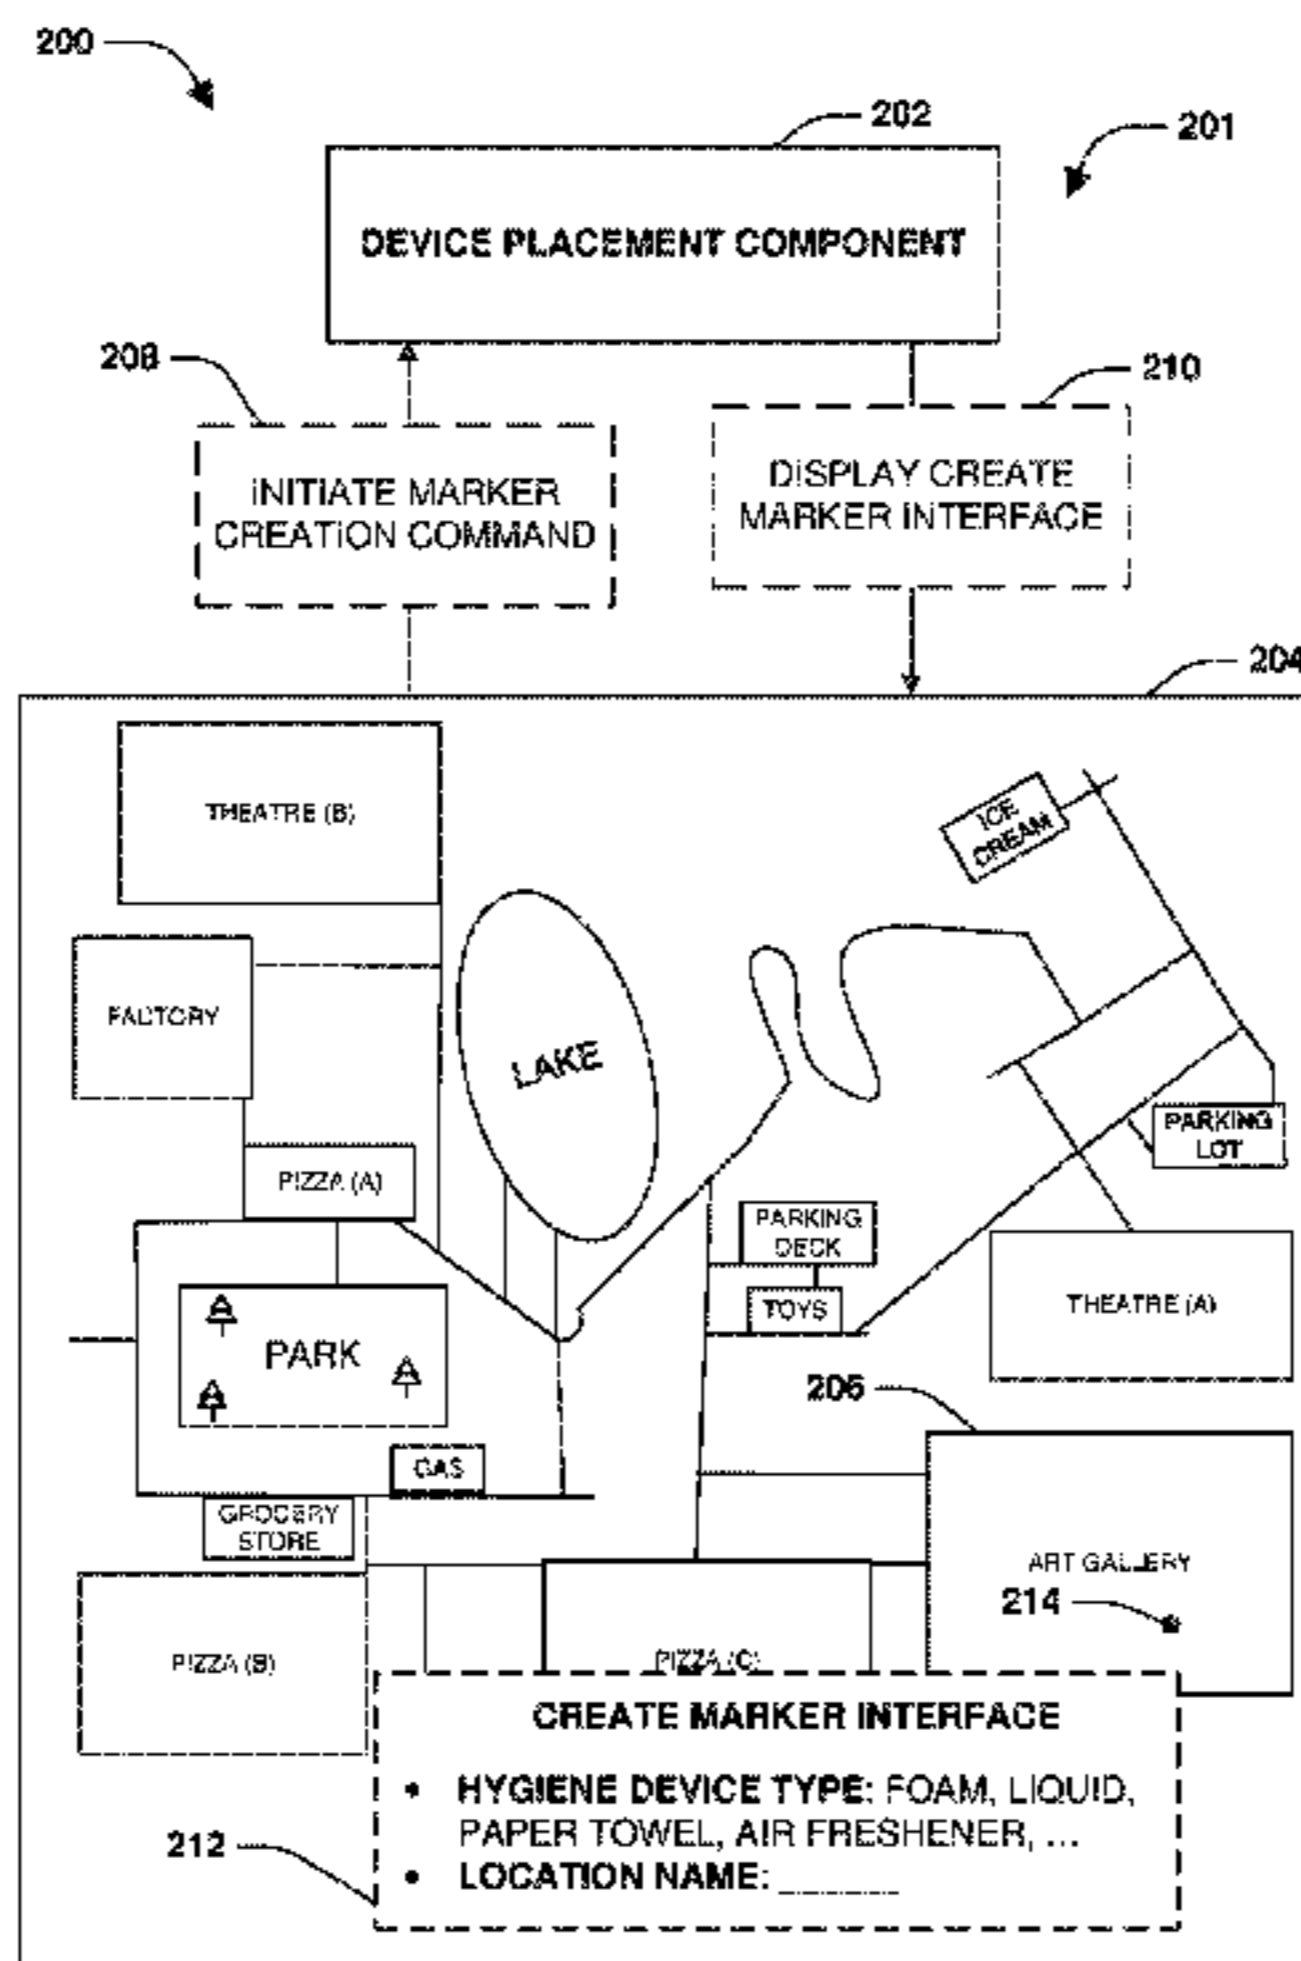 200
202
201
DEVICE PLACEMENT COMPONENT
208
210
INITIATE MARKER
CREATION COMMAND
DISPLAY CREATE
MARKER INTERFACE
204
THEATRE (B)
ICE
CREAM
FACTORY
LAKE
PARKING
LOT
PIZZA (A)
PARKING
DECK
TOYS
THEATRE (A)
PARK
206
GAS
GROCERY
STORE
ART GALLERY
214
PIZZA (B)
PIZZA (C)
CREATE MARKER INTERFACE
• HYGIENE DEVICE TYPE: FOAM, LIQUID,
PAPER TOWEL, AIR FRESHENER, ...
212
• LOCATION NAME: ______